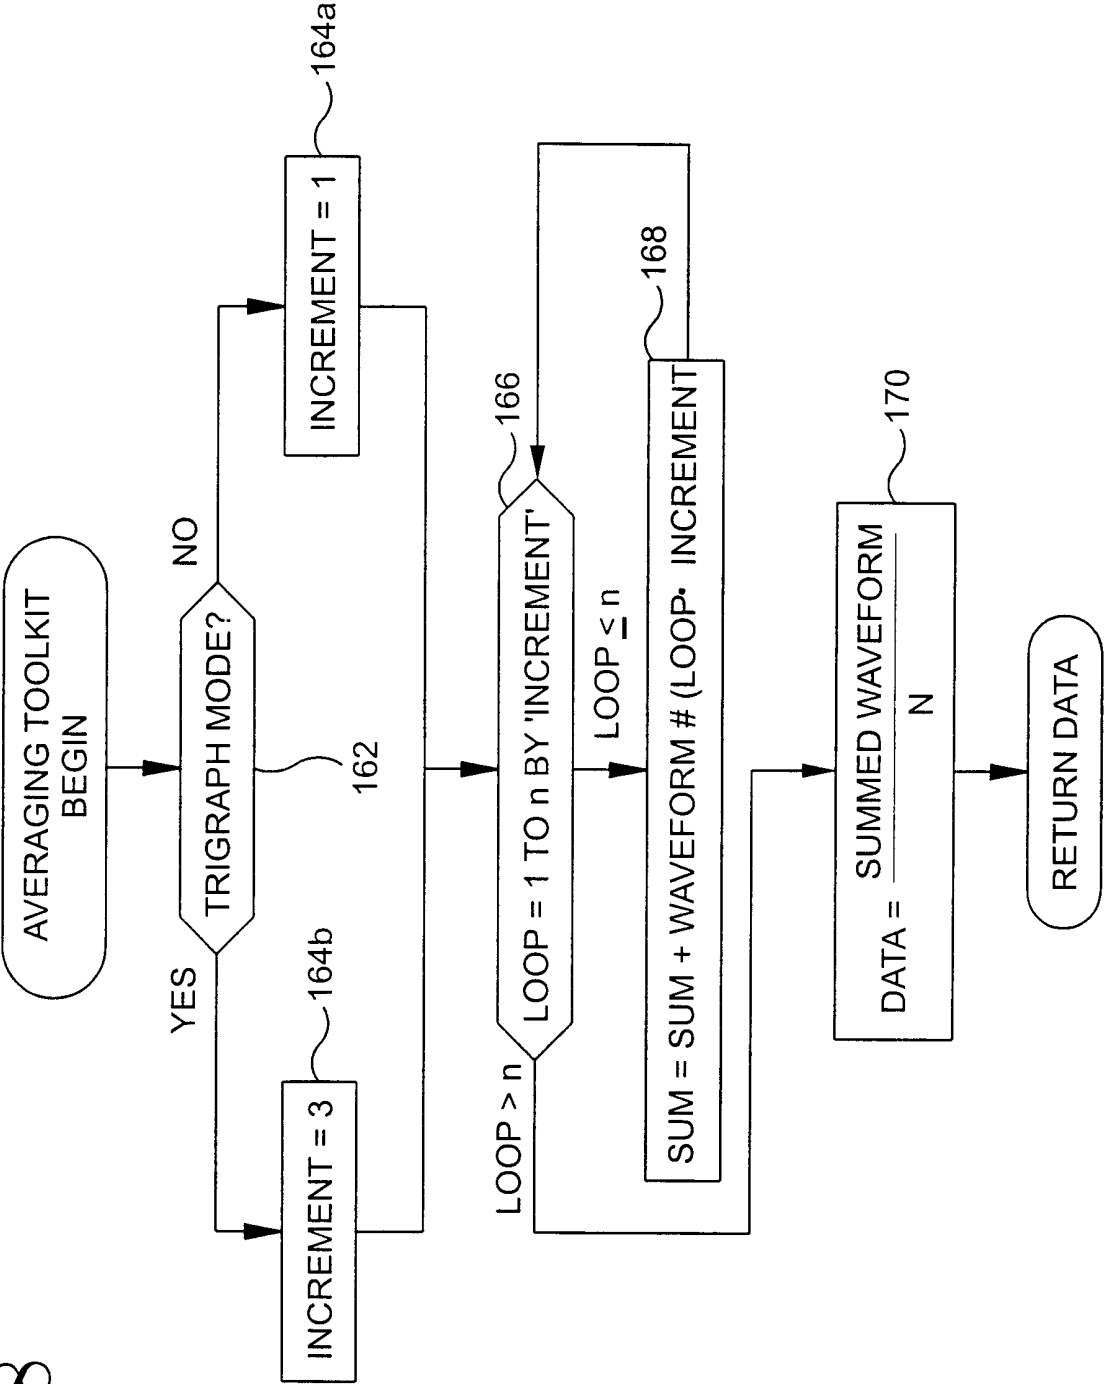 AVERAGING TOOLKIT
BEGIN
TRIGRAPH MODE?
162
YES
NO
INCREMENT = 3
164b
INCREMENT = 1
164a
LOOP = 1 TO n BY 'INCREMENT'
166
LOOP > n
LOOP ≤ n
SUM = SUM + WAVEFORM # (LOOP• INCREMENT
168
DATA = SUMMED WAVEFORM
N
170
RETURN DATA